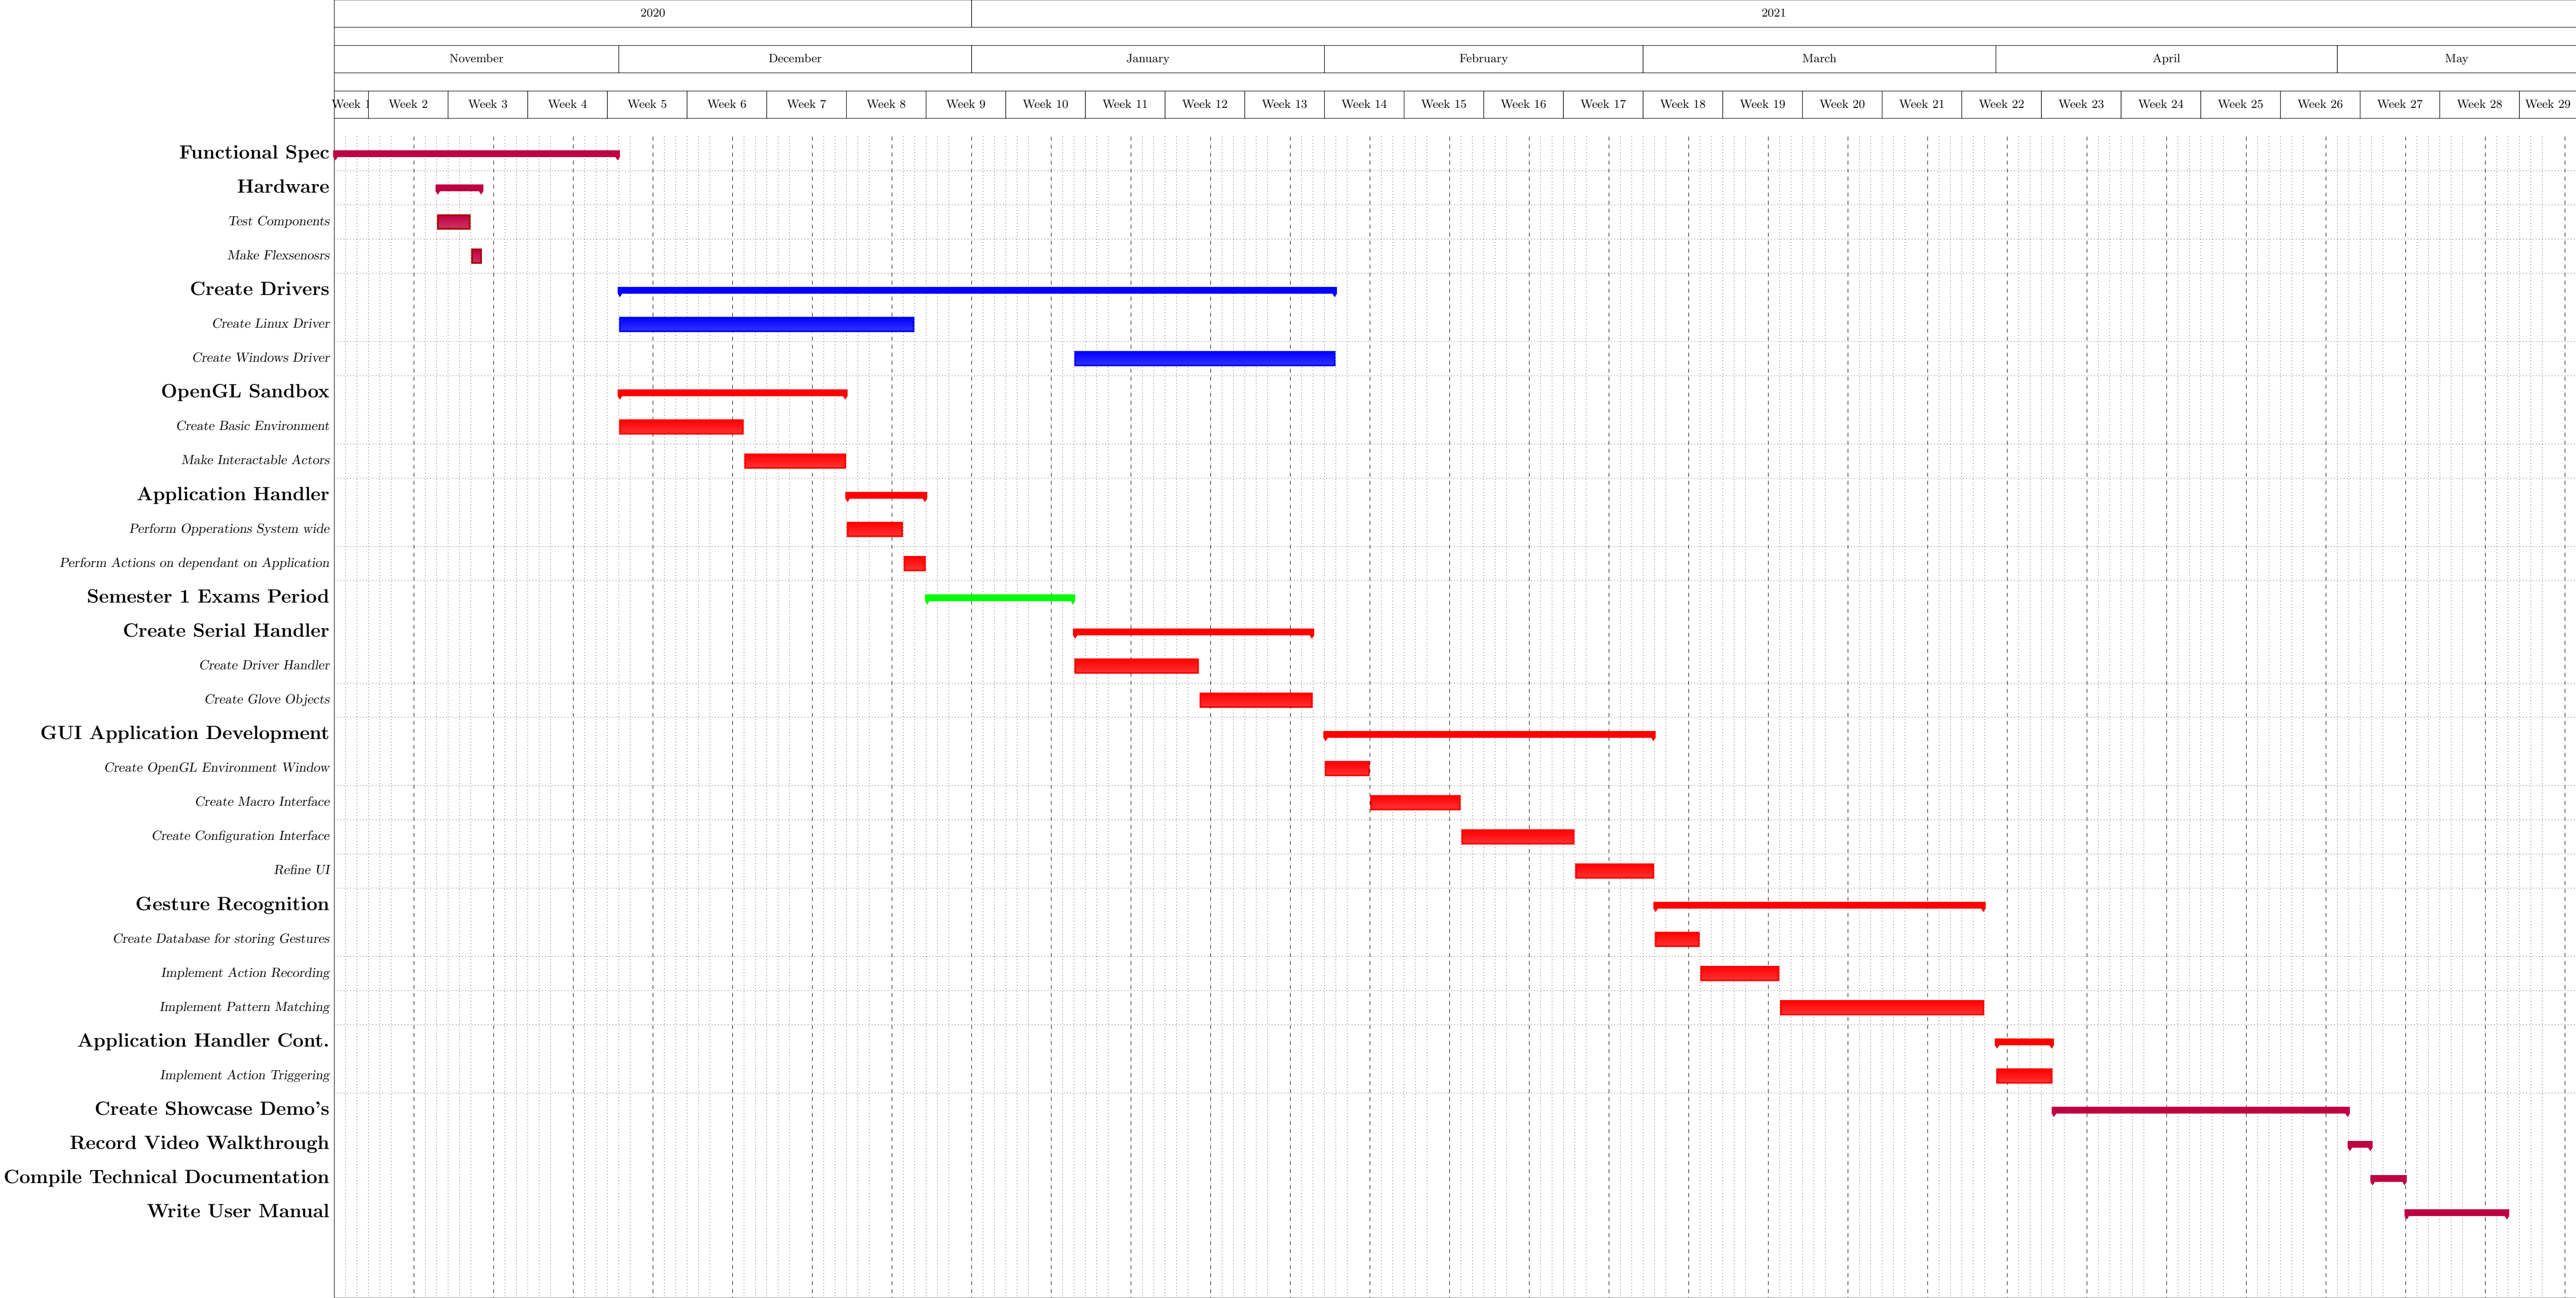 2020 2021
November December January February March April May
Week 1 Week 2 Week 3 Week 4 Week 5 Week 6 Week 7 Week 8 Week 9 Week 10 Week 11 Week 12 Week 13 Week 14 Week 15 Week 16 Week 17 Week 18 Week 19 Week 20 Week 21 Week 22 Week 23 Week 24 Week 25 Week 26 Week 27 Week 28 Week 29
Functional Spec
Hardware
Test Components
Make Flexsenosrs
Create Drivers
Create Linux Driver
Create Windows Driver
OpenGL Sandbox
Create Basic Environment
Make Interactable Actors
Application Handler
Perform Opperations System wide
Perform Actions on dependant on Application
Semester 1 Exams Period
Create Serial Handler
Create Driver Handler
Create Glove Objects
GUI Application Development
Create OpenGL Environment Window
Create Macro Interface
Create Configuration Interface
Refine UI
Gesture Recognition
Create Database for storing Gestures
Implement Action Recording
Implement Pattern Matching
Application Handler Cont.
Implement Action Triggering
Create Showcase Demo's
Record Video Walkthrough
Compile Technical Documentation
Write User Manual